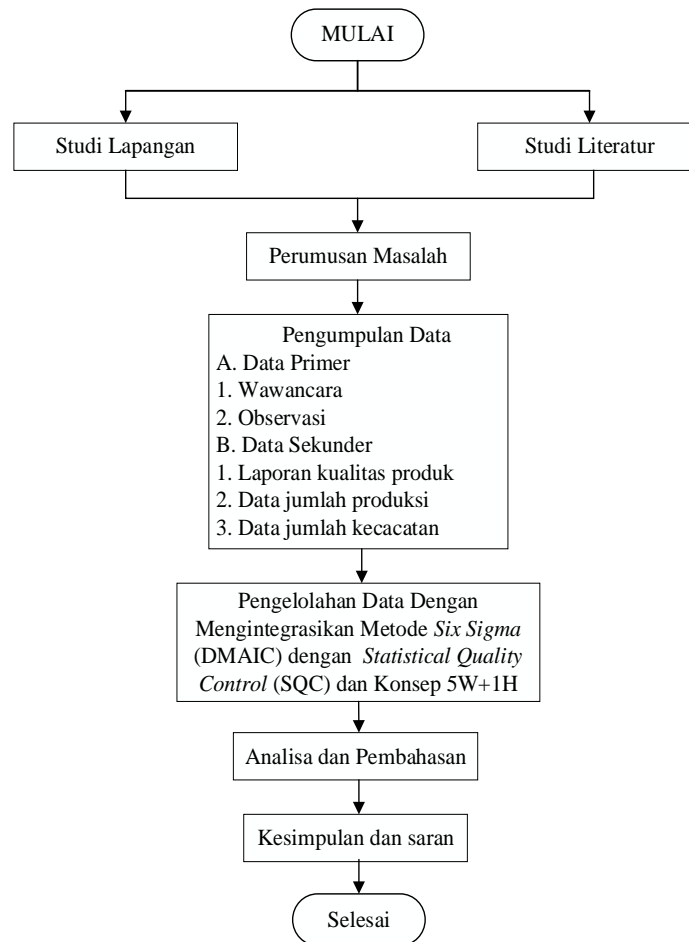 MULAI
Studi Lapangan
Studi Literatur
Perumusan Masalah
Pengumpulan Data
A. Data Primer
1. Wawancara
2. Observasi
B. Data Sekunder
1. Laporan kualitas produk
2. Data jumlah produksi
3. Data jumlah kecacatan
Pengelolahan Data Dengan
Mengintegrasikan Metode Six Sigma
(DMAIC) dengan Statistical Quality
Control (SQC) dan Konsep 5W+1H
Analisa dan Pembahasan
Kesimpulan dan saran
Selesai